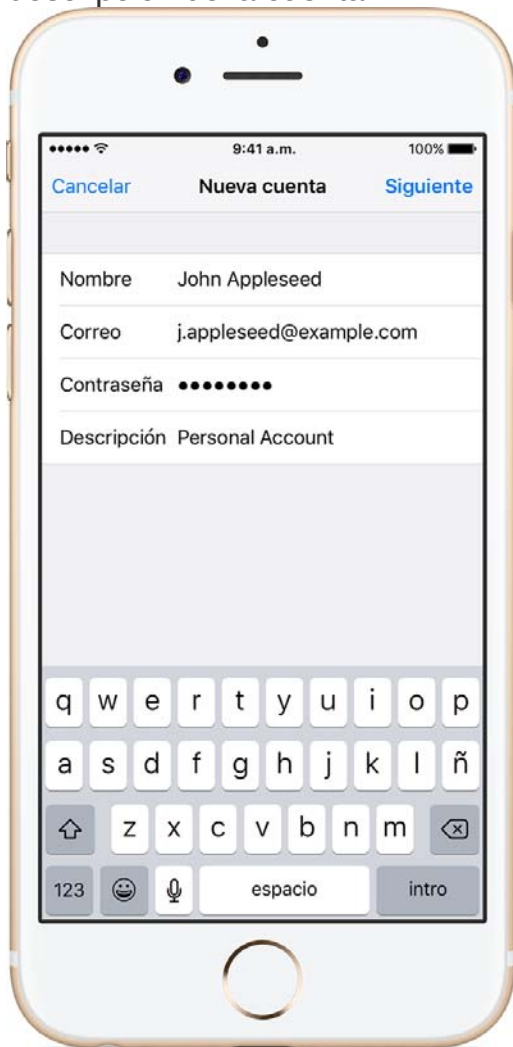 9:41 a.m. 100%
Cancelar Nueva cuenta Siguiente
Nombre John Appleseed
Correo j.appleseed@example.com
Contraseña ●●●●●●●●
Descripción Personal Account
q w e r t y u i o p
a s d f g h j k l ñ
z x c v b n m
123 espacio intro